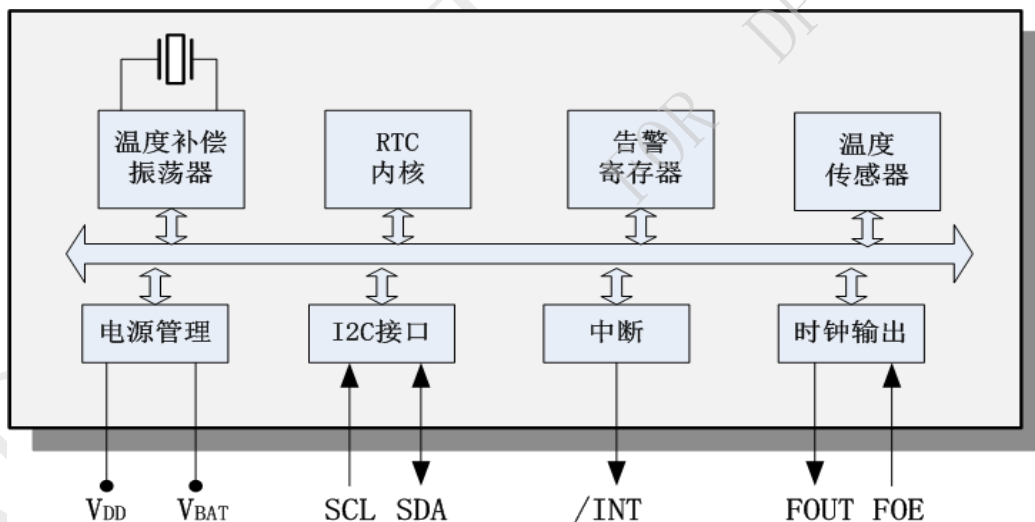 温度补偿
振荡器
RTC
内核
告警
寄存器
温度
传感器
电源管理
I2C接口
中断
时钟输出
VDD
VBAT
SCL
SDA
/INT
FOUT
FOE
FOR